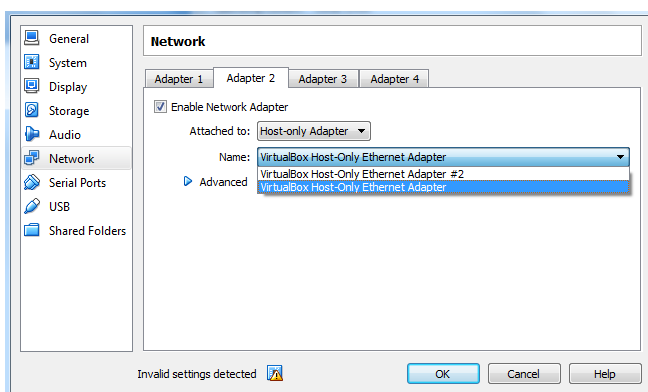 General
System
Display
Storage
Audio
Network
Serial Ports
USB
Shared Folders
Network
Adapter 1 Adapter 2 Adapter 3 Adapter 4
Enable Network Adapter
Attached to: Host-only Adapter
Name: VirtualBox Host-Only Ethernet Adapter
VirtualBox Host-Only Ethernet Adapter #2
VirtualBox Host-Only Ethernet Adapter
Advanced
Invalid settings detected
OK Cancel Help